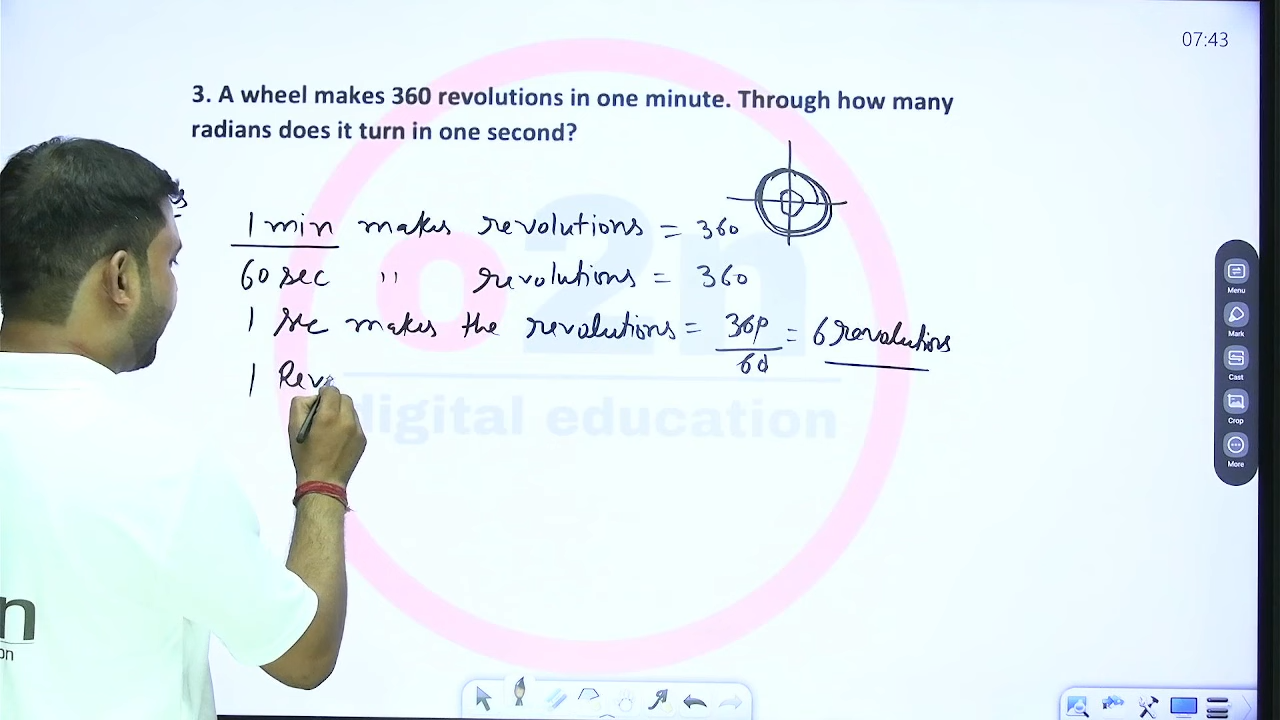 07:43
3. A wheel makes 360 revolutions in one minute. Through how many
radians does it turn in one second?
1 min makes revolutions = 360
60 sec " revolutions = 360
1 sec makes the revolutions = 360/60 = 6 revolutions
1 Rev
o2n
digital education
Menu
Mark
Cast
Crop
More
n
on